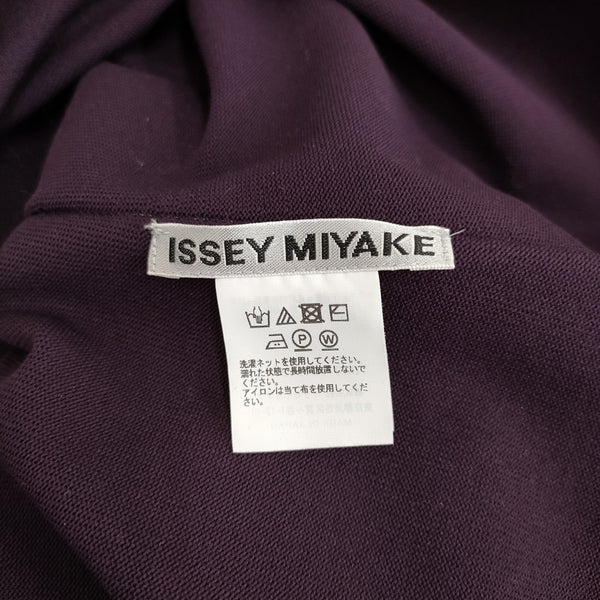 ISSEY MIYAKE
P W
洗濯ネットを使用してください。
濡れた状態で長時間放置しないで
ください。
アイロンは当て布を使用してください。